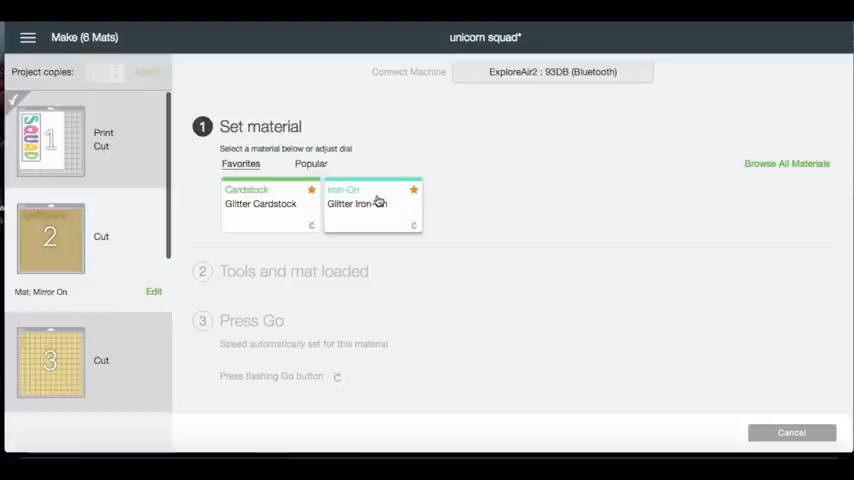 Make (6 Mats)
unicorn squad*
Project copies:
1
Apply
Connect Machine
ExploreAir2 : 93DB (Bluetooth)
SQUAD
1
Print
Cut
1 Set material
Select a material below or adjust dial
Favorites
Popular
Browse All Materials
Cardstock
Glitter Cardstock
Iron-On
Glitter Iron-On
2
Cut
Mat; Mirror On
Edit
2 Tools and mat loaded
3 Press Go
Speed automatically set for this material
Press flashing Go button
3
Cut
Cancel